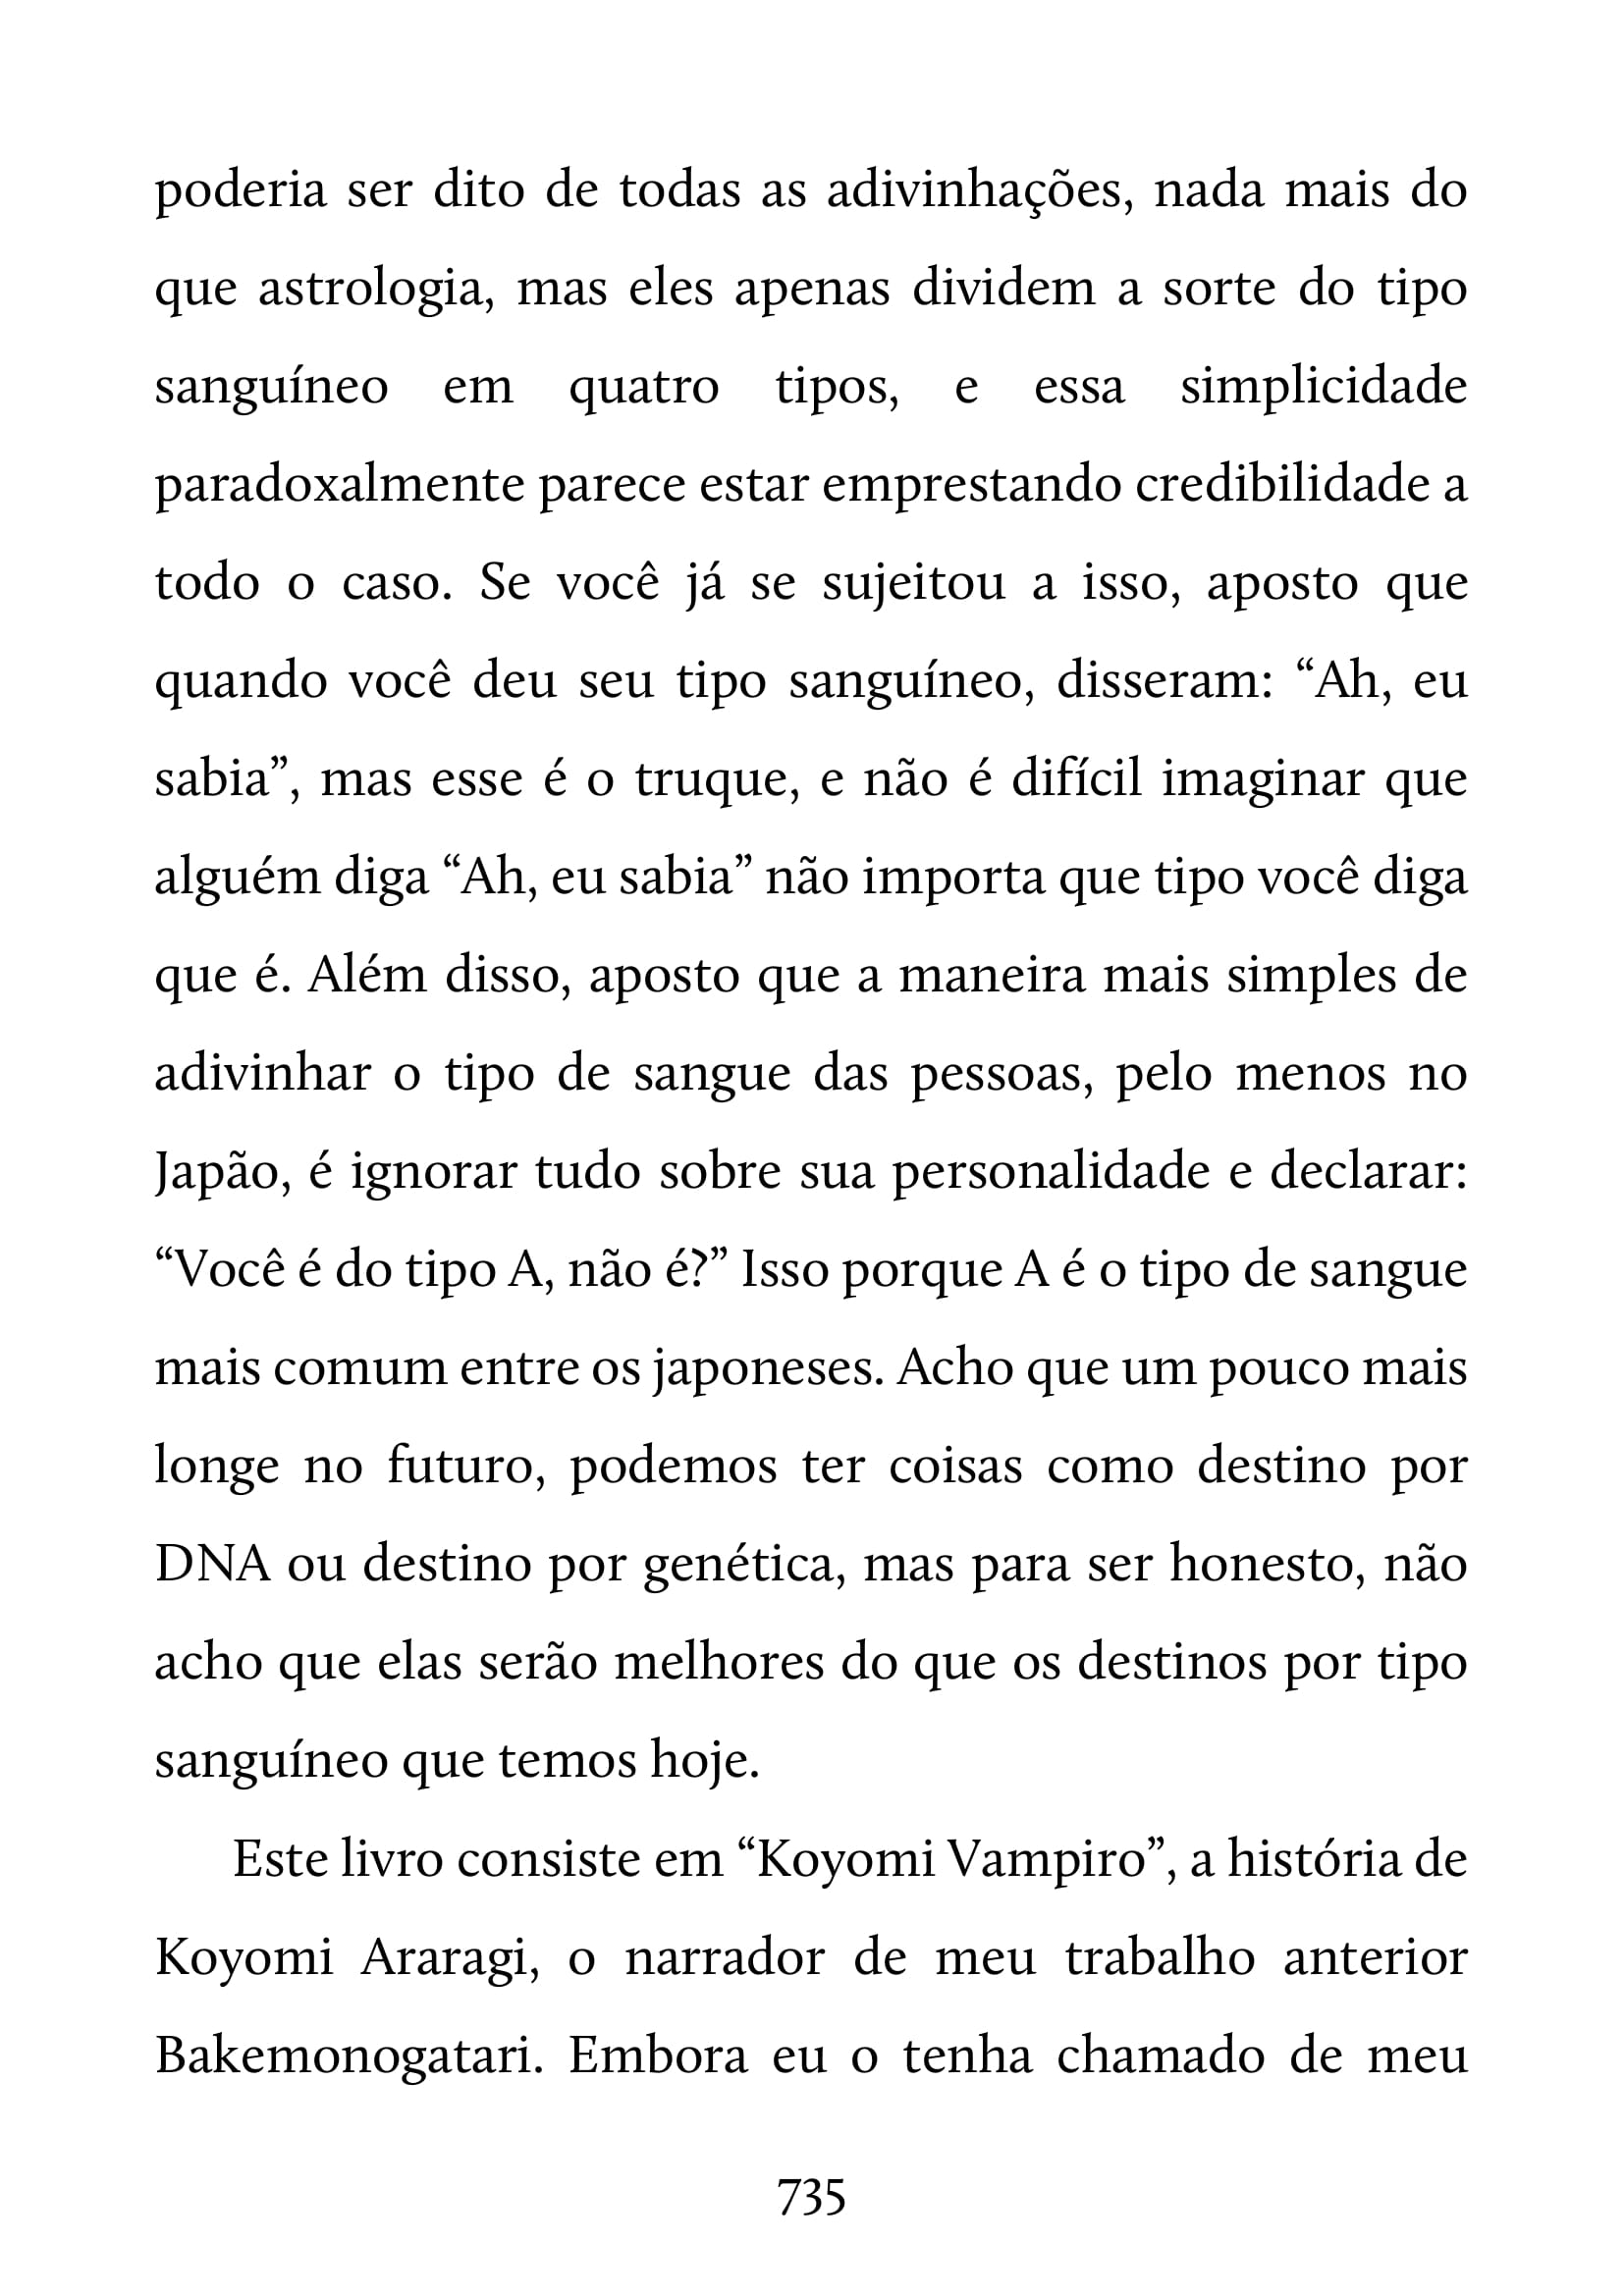 poderia ser dito de todas as adivinhações, nada mais do
que astrologia, mas eles apenas dividem a sorte do tipo
sanguíneo em quatro tipos, e essa simplicidade
paradoxalmente parece estar emprestando credibilidade a
todo o caso. Se você já se sujeitou a isso, aposto que
quando você deu seu tipo sanguíneo, disseram: “Ah, eu
sabia”, mas esse é o truque, e não é difícil imaginar que
alguém diga “Ah, eu sabia” não importa que tipo você diga
que é. Além disso, aposto que a maneira mais simples de
adivinhar o tipo de sangue das pessoas, pelo menos no
Japão, é ignorar tudo sobre sua personalidade e declarar:
“Você é do tipo A, não é?” Isso porque A é o tipo de sangue
mais comum entre os japoneses. Acho que um pouco mais
longe no futuro, podemos ter coisas como destino por
DNA ou destino por genética, mas para ser honesto, não
acho que elas serão melhores do que os destinos por tipo
sanguíneo que temos hoje.
Este livro consiste em “Koyomi Vampiro”, a história de
Koyomi Araragi, o narrador de meu trabalho anterior
Bakemonogatari. Embora eu o tenha chamado de meu
735